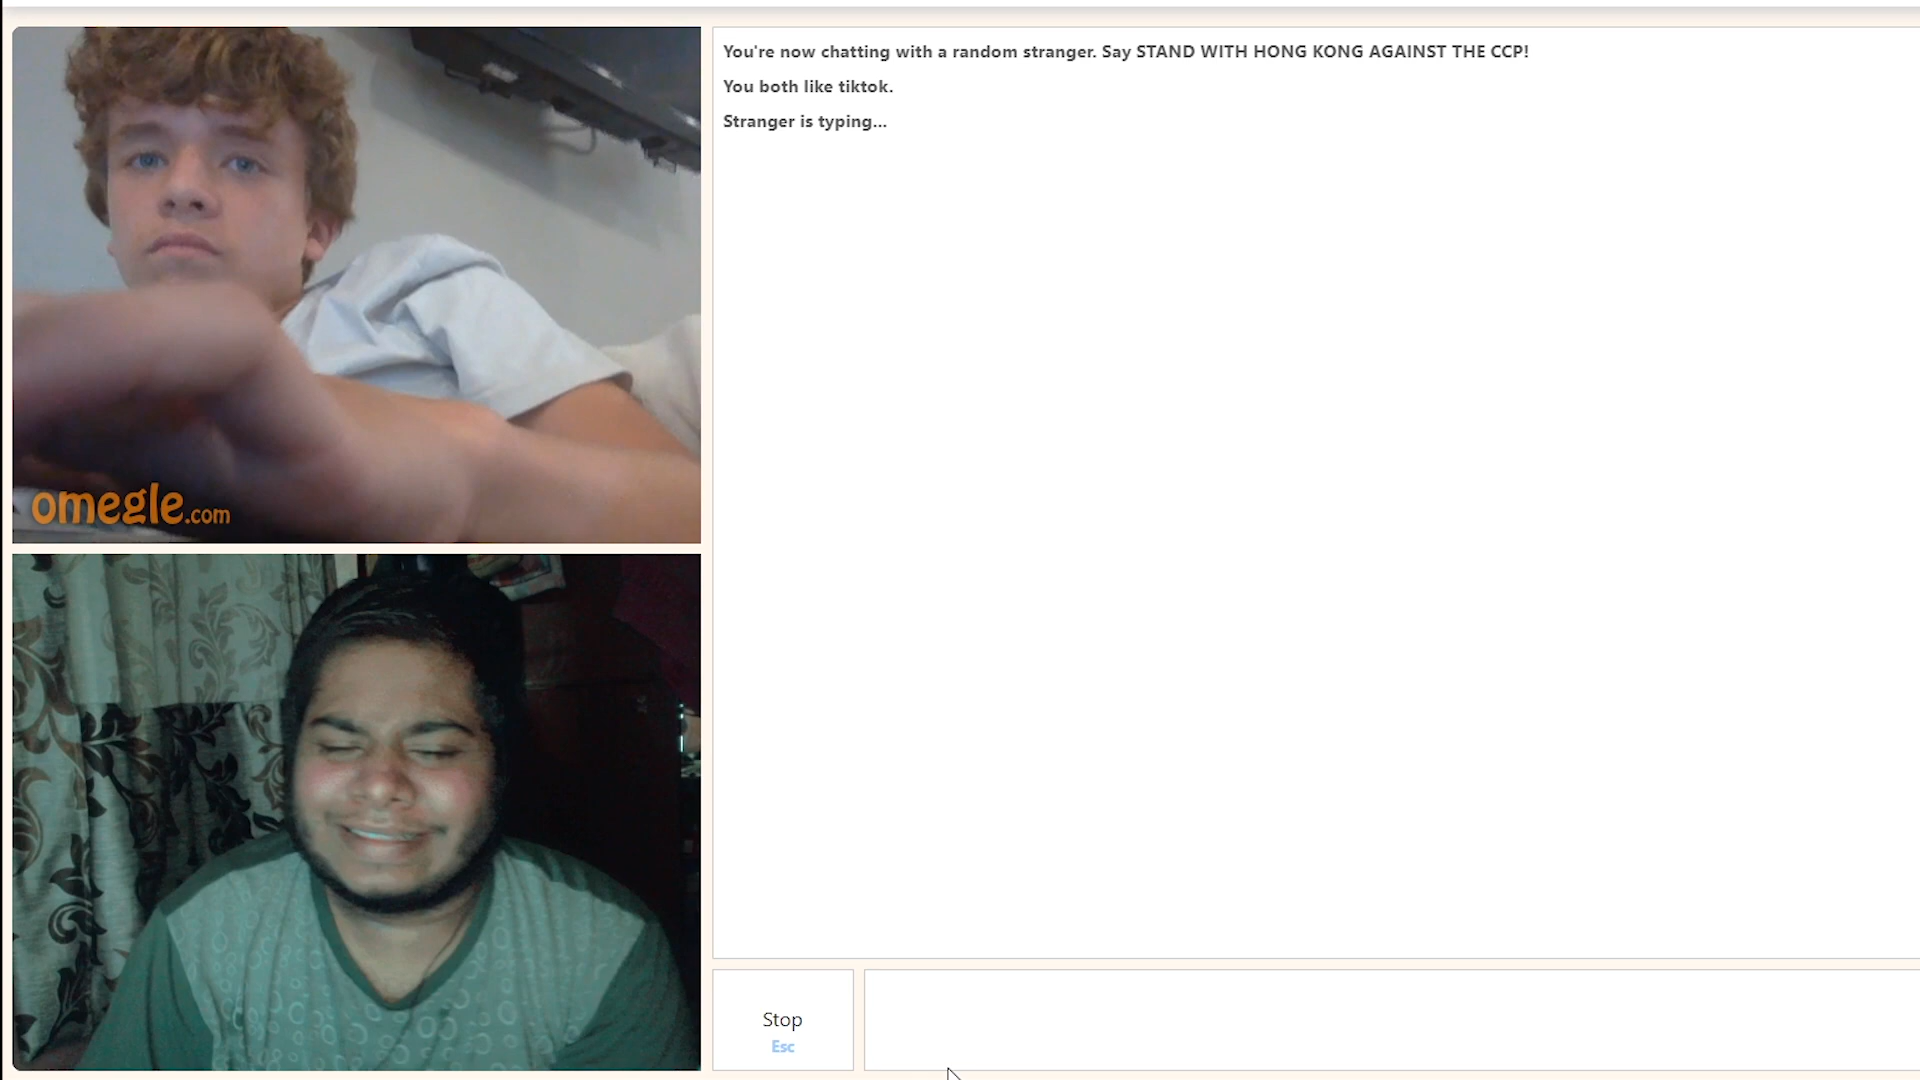 You're now chatting with a random stranger. Say STAND WITH HONG KONG AGAINST THE CCP!
You both like tiktok.
Stranger is typing...
omegle.com
Stop
Esc